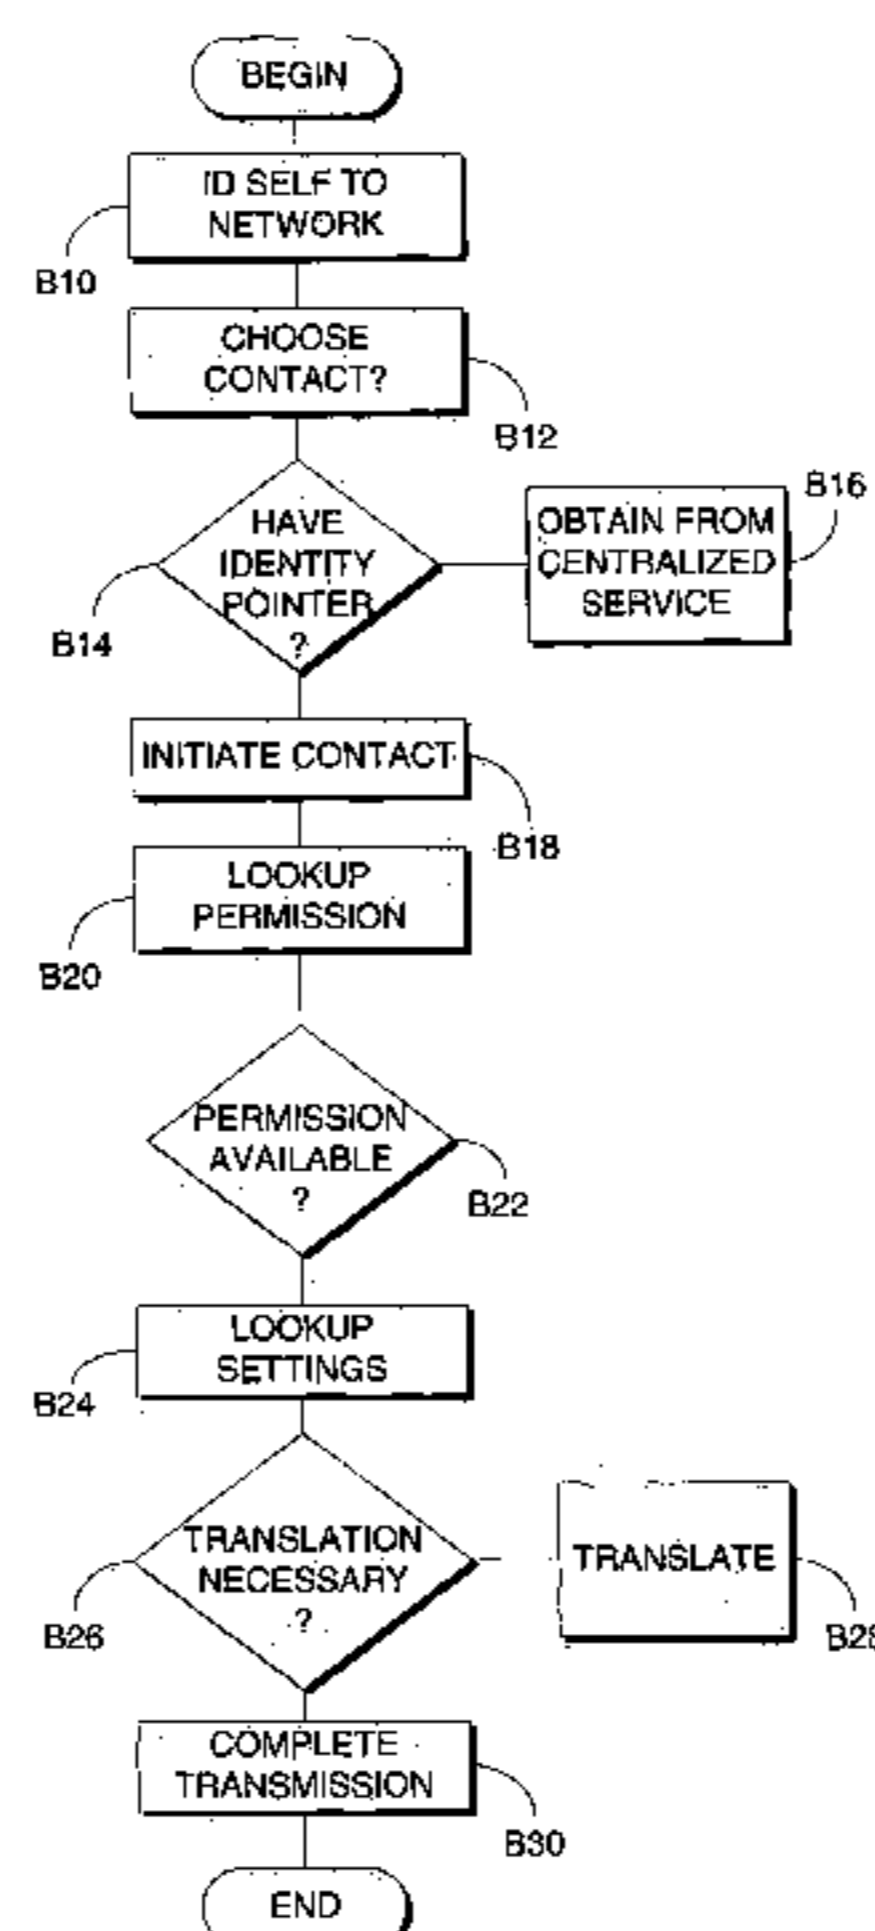 BEGIN
ID SELF TO
NETWORK
B10
CHOOSE
CONTACT?
B12
HAVE
IDENTITY
POINTER
?
B14
OBTAIN FROM
CENTRALIZED
SERVICE
B16
INITIATE CONTACT
B18
LOOKUP
PERMISSION
B20
PERMISSION
AVAILABLE
?
B22
LOOKUP
SETTINGS
B24
TRANSLATION
NECESSARY
?
B26
TRANSLATE
B28
COMPLETE
TRANSMISSION
B30
END